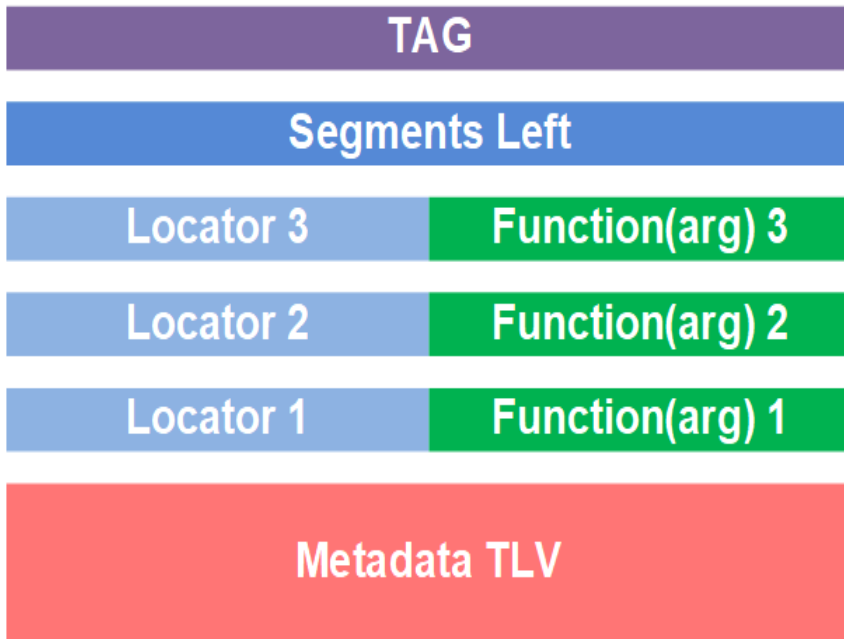 TAG
Segments Left
Locator 3 Function(arg) 3
Locator 2 Function(arg) 2
Locator 1 Function(arg) 1
Metadata TLV